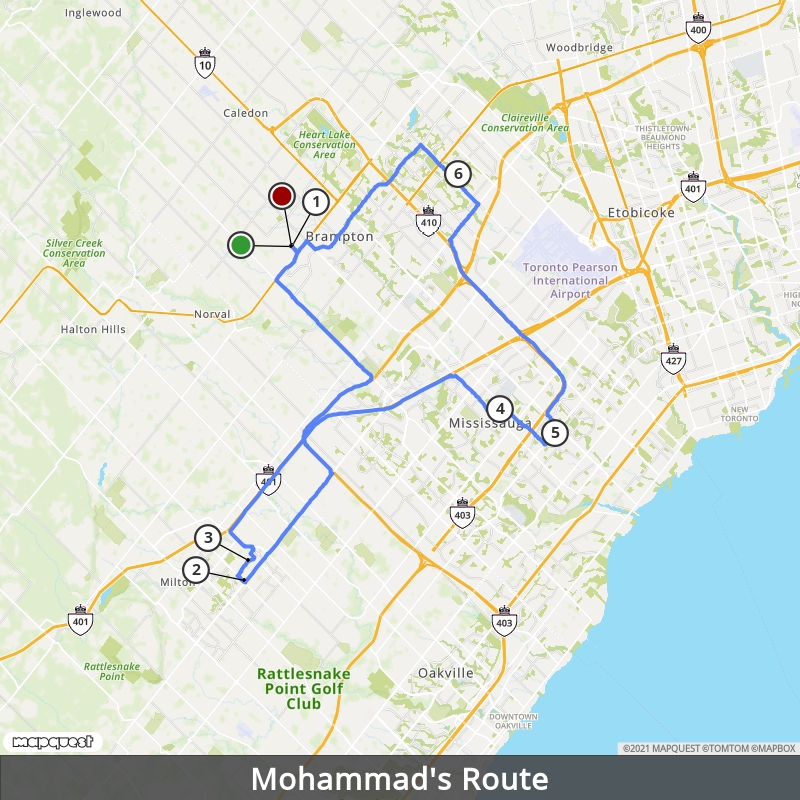 Inglewood
400
Woodbridge
10
Caledon
Claireville
Conservation Area
THISTLETOWN-
BEAUMOND
HEIGHTS
Heart Lake
Conservation
Area
6
401
1
Etobicoke
410
Brampton
Silver Creek
Conservation
Area
Toronto Pearson
International
Airport
Norval
Halton Hills
427
NEW
TORONTO
4
Mississauga
5
401
403
3
2
Milton
401
403
Rattlesnake
Point
Rattlesnake
Point Golf
Club
Oakville
DOWNTOWN
OAKVILLE
mapquest
©2021 MAPQUEST ©TOMTOM ©MAPBOX
Mohammad's Route